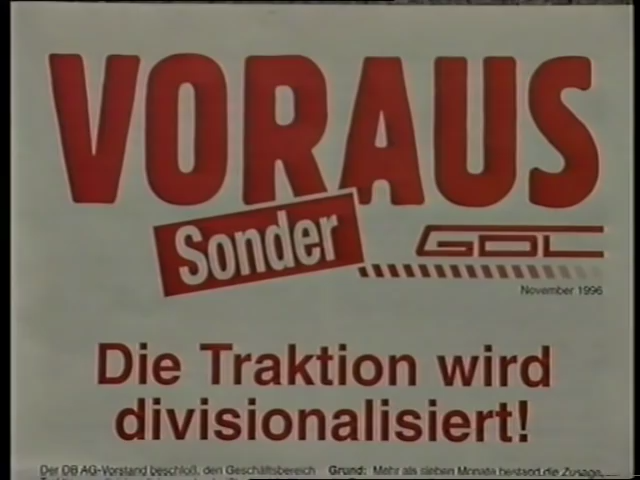 VORAUS
Sonder
GDL
November 1996
Die Traktion wird
divisionalisiert!
Der DB AG-Vorstand beschloß, den Geschäftsbereich
Grund: Mehr als sieben Monate bestand die Zusage,